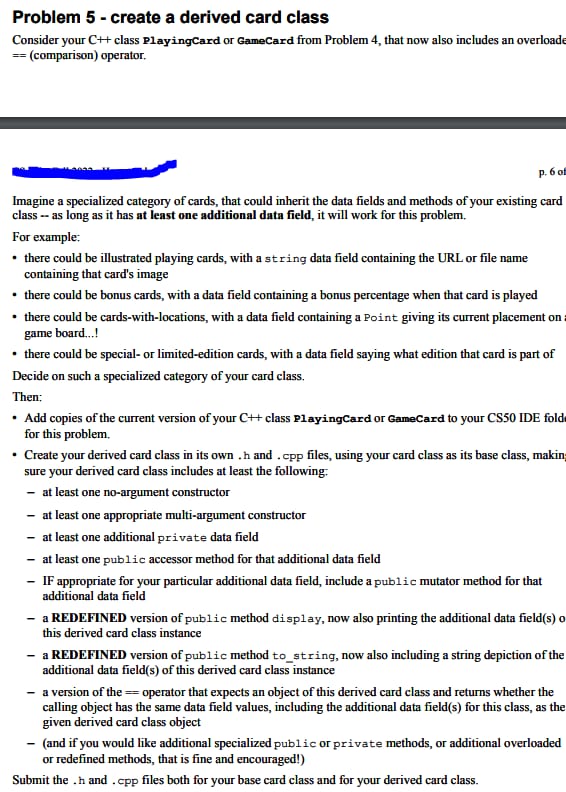 Problem 5 - create a derived card class
Consider your C++ class PlayingCard or GameCard from Problem 4, that now also includes an overloade
== (comparison) operator.
p. 6 of
Imagine a specialized category of cards, that could inherit the data fields and methods of your existing card
class -- as long as it has at least one additional data field, it will work for this problem.
For example:
• there could be illustrated playing cards, with a string data field containing the URL or file name
containing that card's image
• there could be bonus cards, with a data field containing a bonus percentage when that card is played
• there could be cards-with-locations, with a data field containing a Point giving its current placement on
game board...!
• there could be special- or limited-edition cards, with a data field saying what edition that card is part of
Decide on such a specialized category of your card class.
Then:
• Add copies of the current version of your C++ class PlayingCard or GameCard to your CS50 IDE fold
for this problem.
• Create your derived card class in its own .h and .cpp files, using your card class as its base class, makin
sure your derived card class includes at least the following:
– at least one no-argument constructor
– at least one appropriate multi-argument constructor
– at least one additional private data field
– at least one public accessor method for that additional data field
– IF appropriate for your particular additional data field, include a public mutator method for that
additional data field
– a REDEFINED version of public method display, now also printing the additional data field(s) o
this derived card class instance
– a REDEFINED version of public method to_string, now also including a string depiction of the
additional data field(s) of this derived card class instance
– a version of the == operator that expects an object of this derived card class and returns whether the
calling object has the same data field values, including the additional data field(s) for this class, as the
given derived card class object
– (and if you would like additional specialized public or private methods, or additional overloaded
or redefined methods, that is fine and encouraged!)
Submit the .h and .cpp files both for your base card class and for your derived card class.